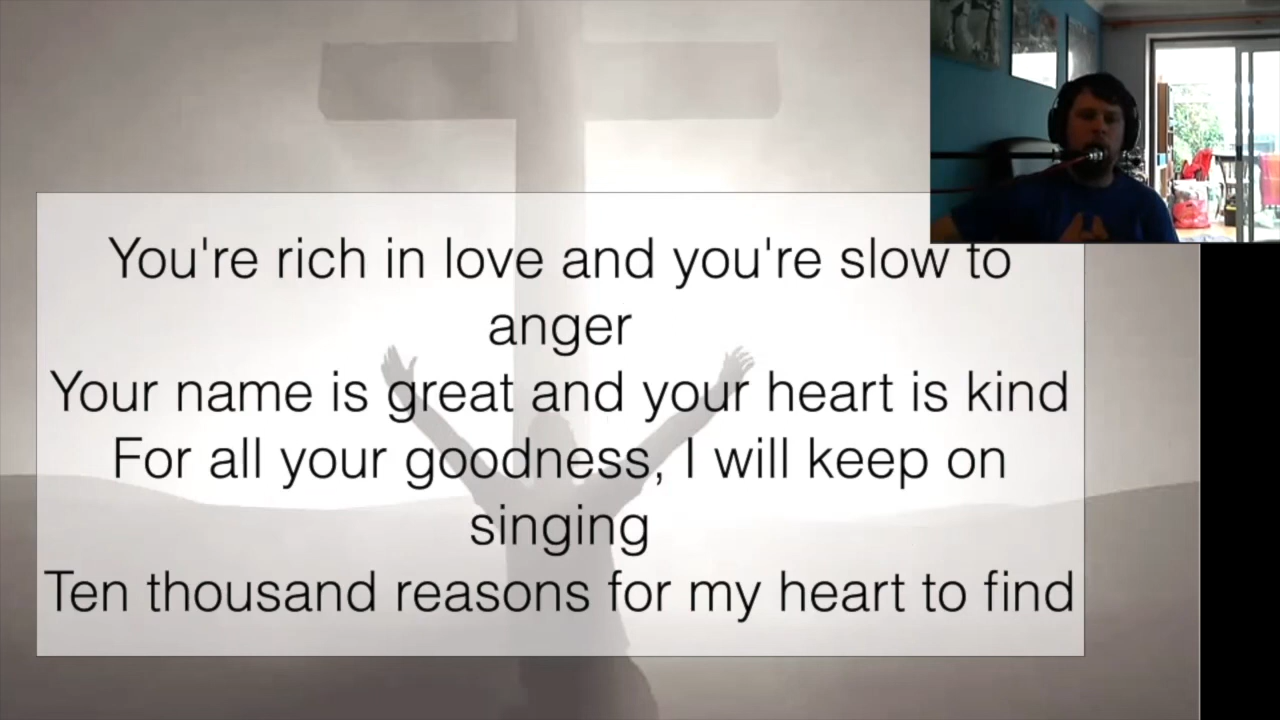 You're rich in love and you're slow to
anger
Your name is great and your heart is kind
For all your goodness, I will keep on
singing
Ten thousand reasons for my heart to find